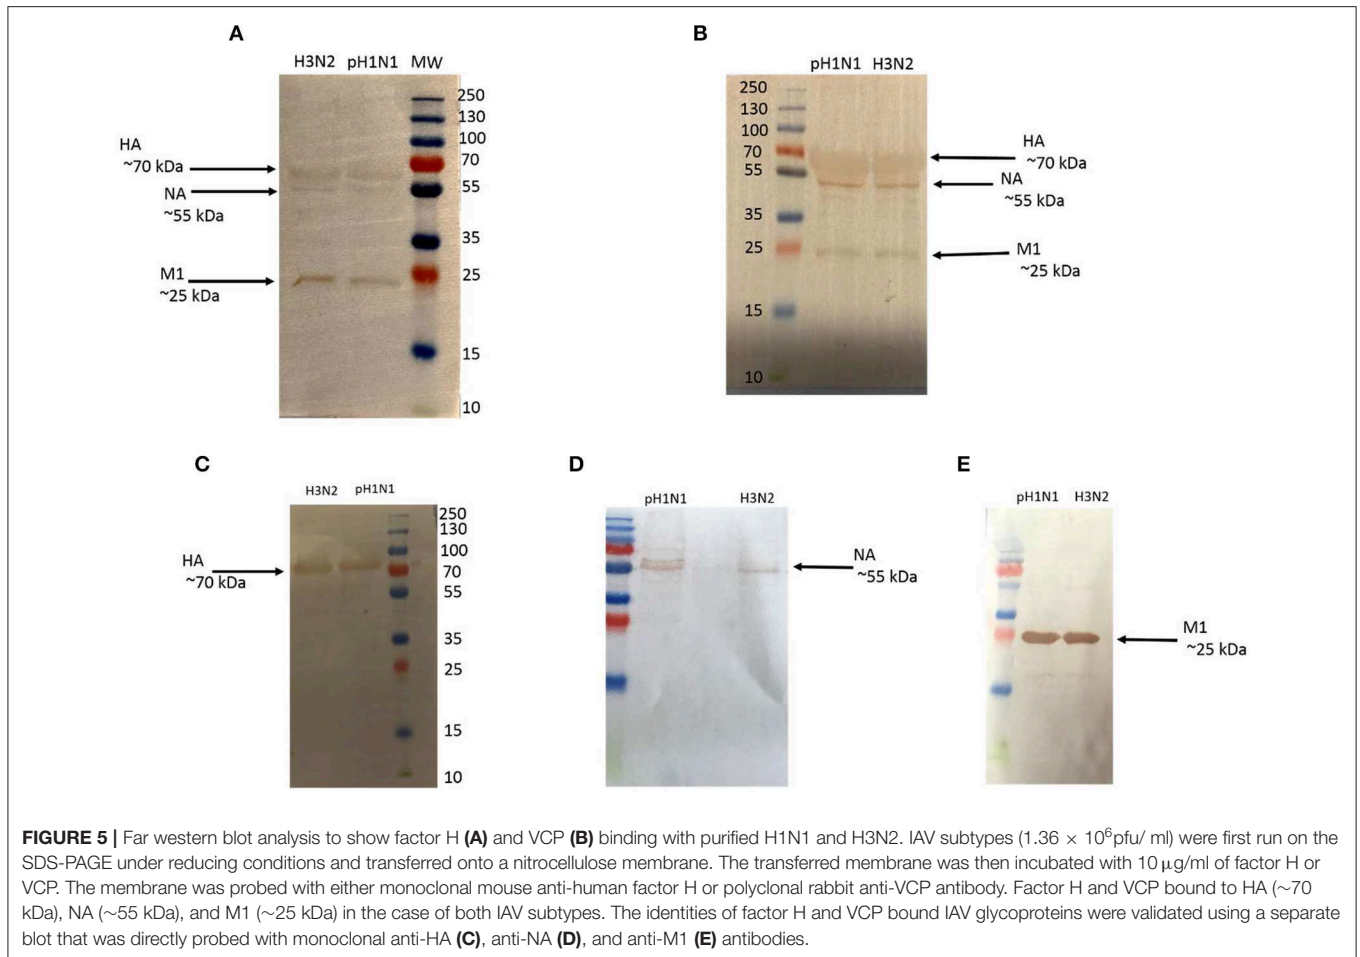 A
H3N2 pH1N1 MW
250
130
100
70
55
35
25
15
10
HA
~70 kDa
NA
~55 kDa
M1
~25 kDa
B
pH1N1 H3N2
250
130
100
70
55
35
25
15
10
HA
~70 kDa
NA
~55 kDa
M1
~25 kDa
C
H3N2 pH1N1
250
130
100
70
55
35
25
15
10
HA
~70 kDa
D
pH1N1 H3N2
NA
~55 kDa
E
pH1N1 H3N2
M1
~25 kDa
FIGURE 5 | Far western blot analysis to show factor H (A) and VCP (B) binding with purified H1N1 and H3N2. IAV subtypes (1.36 × 10⁶pfu/ ml) were first run on the
SDS-PAGE under reducing conditions and transferred onto a nitrocellulose membrane. The transferred membrane was then incubated with 10 μg/ml of factor H or
VCP. The membrane was probed with either monoclonal mouse anti-human factor H or polyclonal rabbit anti-VCP antibody. Factor H and VCP bound to HA (~70
kDa), NA (~55 kDa), and M1 (~25 kDa) in the case of both IAV subtypes. The identities of factor H and VCP bound IAV glycoproteins were validated using a separate
blot that was directly probed with monoclonal anti-HA (C), anti-NA (D), and anti-M1 (E) antibodies.